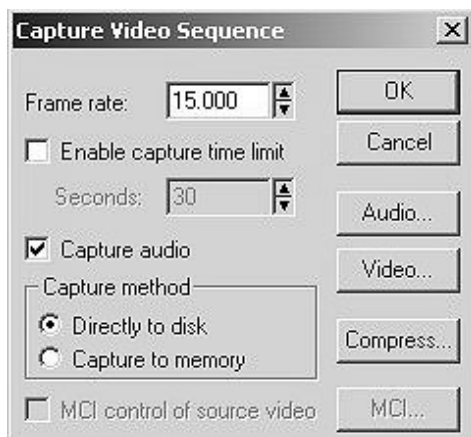 Capture Video Sequence
Frame rate: 15.000
OK
Enable capture time limit
Cancel
Seconds: 30
Audio...
Capture audio
Video...
Capture method
Directly to disk
Compress...
Capture to memory
MCI control of source video
MCI...